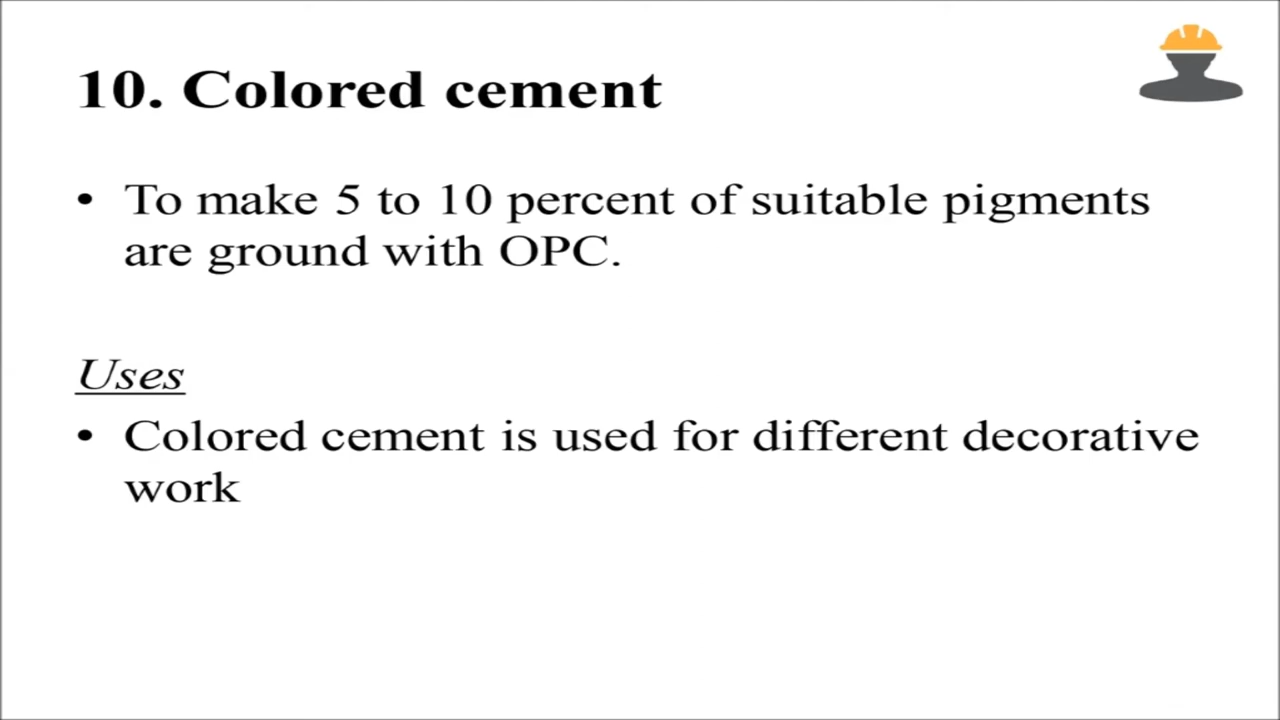 10. Colored cement
• To make 5 to 10 percent of suitable pigments
are ground with OPC.
Uses
• Colored cement is used for different decorative
work